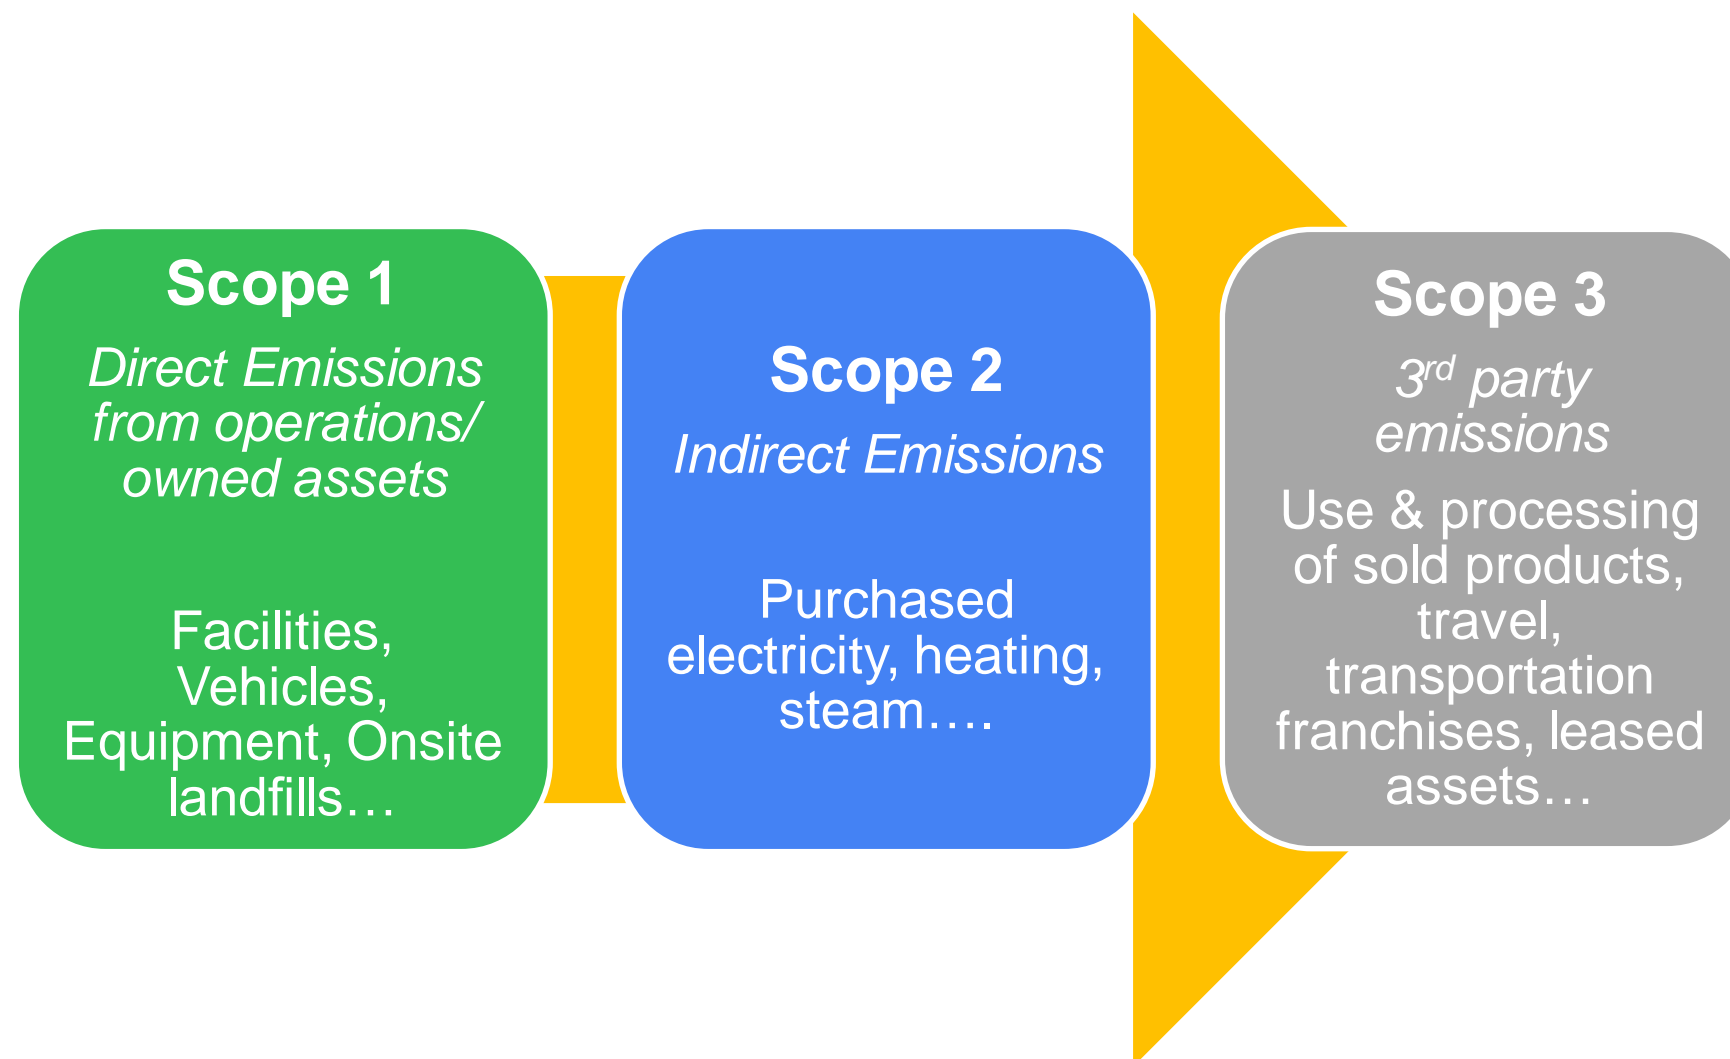 Scope 1
Direct Emissions
from operations/
owned assets
Facilities,
Vehicles,
Equipment, Onsite
landfills…
Scope 2
Indirect Emissions
Purchased
electricity, heating,
steam….
Scope 3
3rd party
emissions
Use & processing
of sold products,
travel,
transportation
franchises, leased
assets…